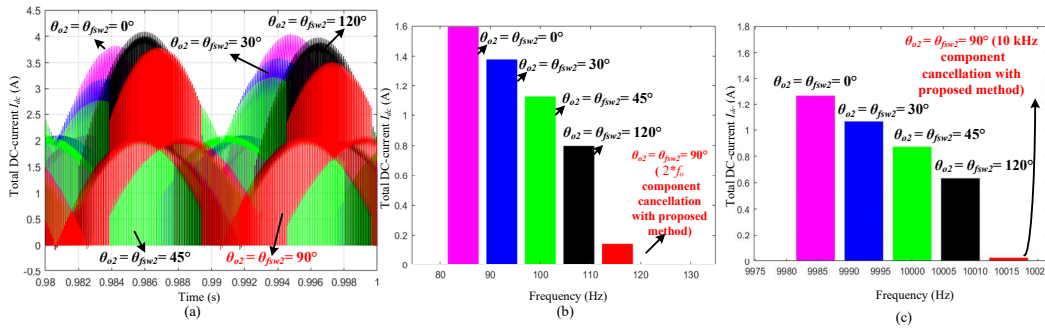 (a)
θo2 = θfsw2= 0°
θo2 = θfsw2= 120°
θo2 = θfsw2= 30°
4.5
4
3.5
3
2.5
2
1.5
1
0.5
0
-4.5
Total DC-current Idc (A)
θo2 = θfsw2= 45°
θo2 = θfsw2= 90°
0.98 0.982 0.984 0.986 0.988 0.99 0.992 0.994 0.996 0.998 1
Time (s)
(a)
(b)
1.6
1.4
1.2
1
0.8
0.6
0.4
0.2
0
Total DC-current Idc (A)
θo2 = θfsw2= 0°
θo2 = θfsw2= 30°
θo2 = θfsw2= 45°
θo2 = θfsw2= 120°
θo2 = θfsw2= 90°
( 2*fo
component
cancellation
with proposed
method)
80 90 100 110 120 130
Frequency (Hz)
(b)
(c)
1.8
1.6
1.4
1.2
1
0.8
0.6
0.4
0.2
0
Total DC-current Idc (A)
θo2 = θfsw2= 90° (10 kHz
component
cancellation with
proposed method)
θo2 = θfsw2= 0°
θo2 = θfsw2= 30°
θo2 = θfsw2= 45°
θo2 = θfsw2= 120°
9975 9980 9985 9990 9995 10000 10005 10010 10015 1002
Frequency (Hz)
(c)